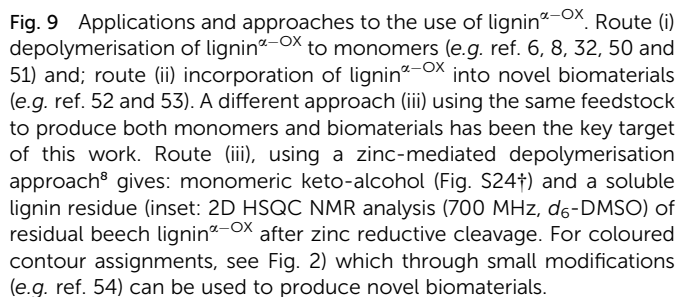 Fig. 9 Applications and approaches to the use of lignin^α−OX. Route (i)
depolymerisation of lignin^α−OX to monomers (e.g. ref. 6, 8, 32, 50 and
51) and; route (ii) incorporation of lignin^α−OX into novel biomaterials
(e.g. ref. 52 and 53). A different approach (iii) using the same feedstock
to produce both monomers and biomaterials has been the key target
of this work. Route (iii), using a zinc-mediated depolymerisation
approach⁸ gives: monomeric keto-alcohol (Fig. S24†) and a soluble
lignin residue (inset: 2D HSQC NMR analysis (700 MHz, d₆-DMSO) of
residual beech lignin^α−OX after zinc reductive cleavage. For coloured
contour assignments, see Fig. 2) which through small modifications
(e.g. ref. 54) can be used to produce novel biomaterials.